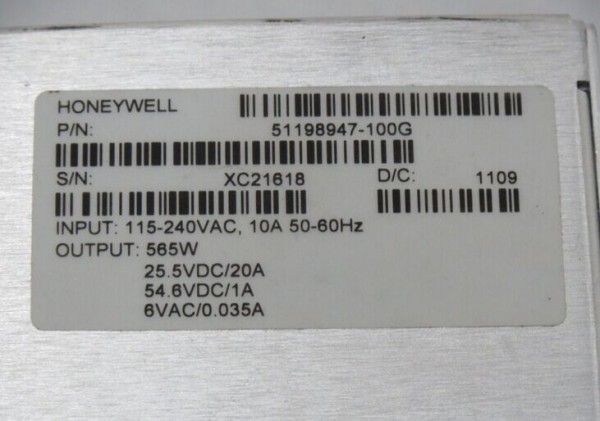 HONEYWELL
P/N: 51198947-100G
S/N: XC21618 D/C: 1109
INPUT: 115-240VAC, 10A 50-60Hz
OUTPUT: 565W
25.5VDC/20A
54.6VDC/1A
6VAC/0.035A